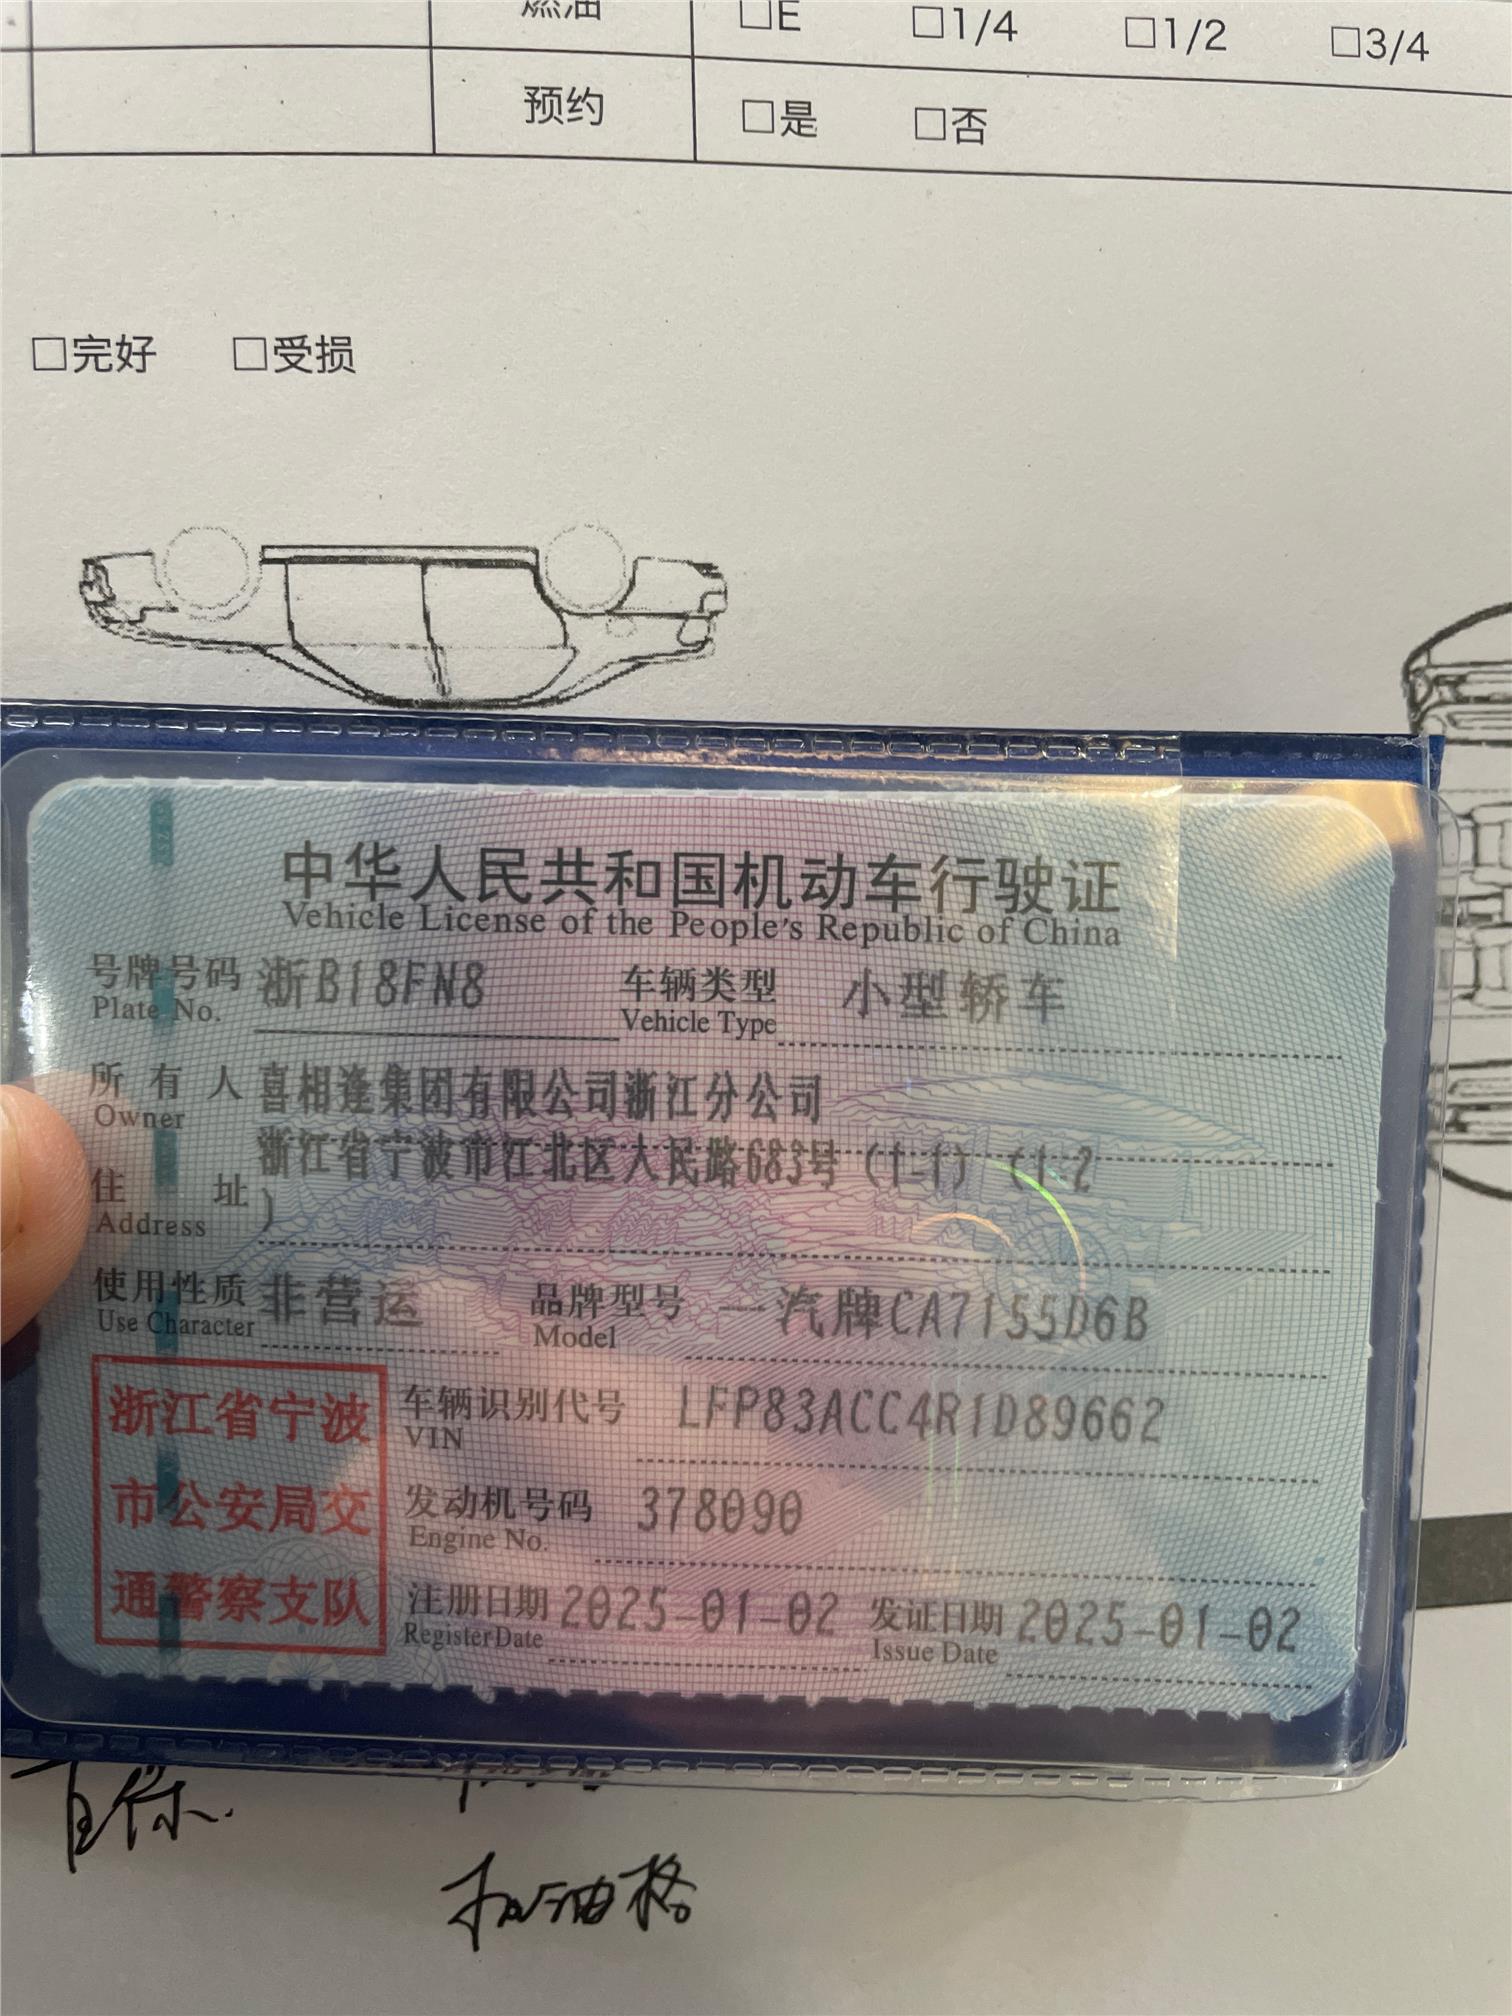 燃油 □E □1/4 □1/2 □3/4
预约 □是 □否
□完好 □受损
中华人民共和国机动车行驶证
Vehicle License of the People's Republic of China
号牌号码 浙B18FN8 车辆类型 小型轿车
Plate No. Vehicle Type
所有人 喜相逢集团有限公司浙江分公司
Owner
浙江省宁波市江北区人民路683号（1-1）（1-2
住址 ）
Address
使用性质 非营运 品牌型号 一汽牌CA7155D6B
Use Character Model
浙江省宁波 车辆识别代号 LFP83ACC4R1D89662
VIN
市公安局交 发动机号码 378090
Engine No.
通警察支队 注册日期 2025-01-02 发证日期 2025-01-02
Register Date Issue Date